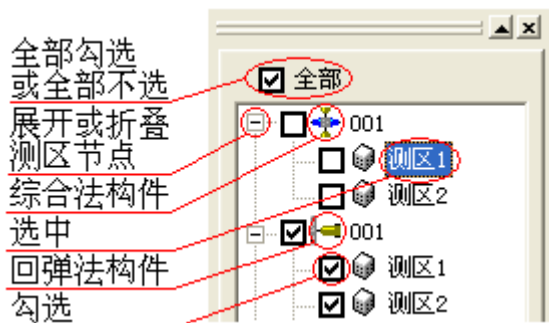 全部勾选
或全部不选
展开或折叠
测区节点
综合法构件
选中
回弹法构件
勾选
全部
001
测区1
测区2
001
测区1
测区2